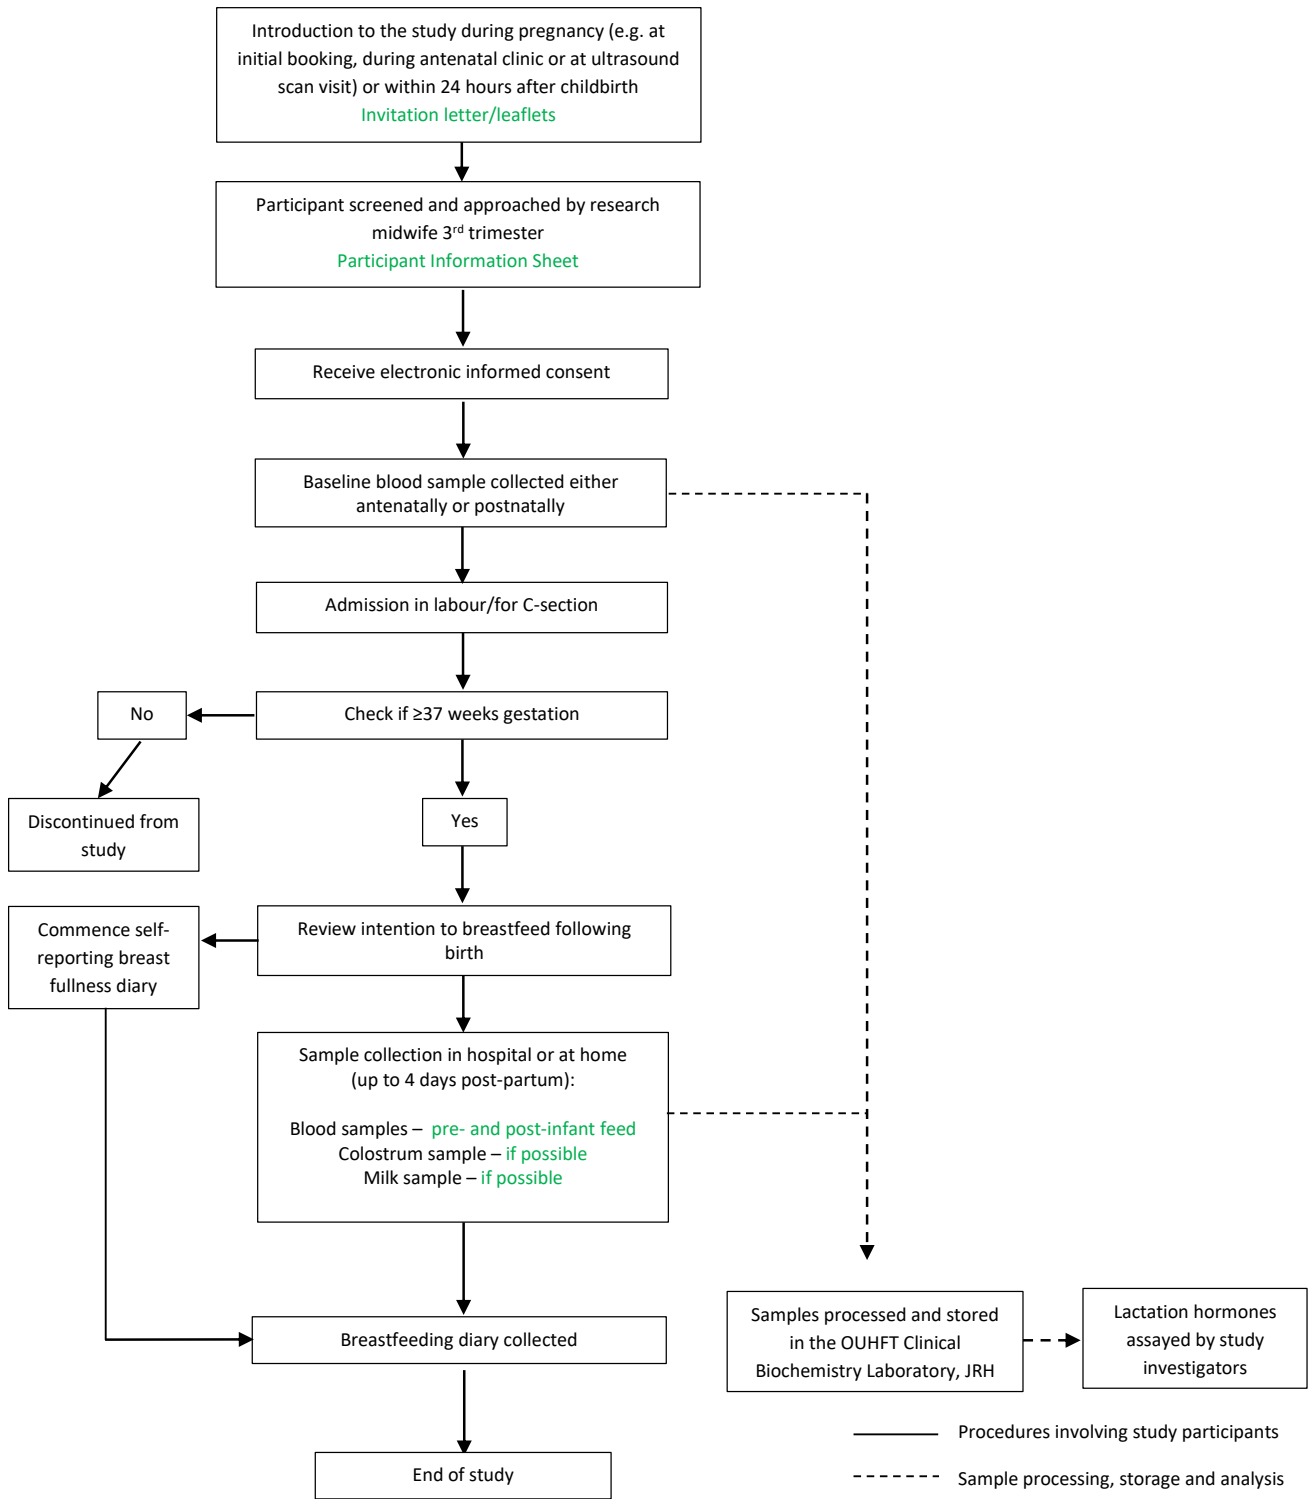 Introduction to the study during pregnancy (e.g. at
initial booking, during antenatal clinic or at ultrasound
scan visit) or within 24 hours after childbirth
Invitation letter/leaflets
Participant screened and approached by research
midwife 3rd trimester
Participant Information Sheet
Receive electronic informed consent
Baseline blood sample collected either
antenatally or postnatally
Admission in labour/for C-section
No
Check if ≥37 weeks gestation
Discontinued from
study
Yes
Commence self-
reporting breast
fullness diary
Review intention to breastfeed following
birth
Sample collection in hospital or at home
(up to 4 days post-partum):
Blood samples – pre- and post-infant feed
Colostrum sample – if possible
Milk sample – if possible
Breastfeeding diary collected
Samples processed and stored
in the OUHFT Clinical
Biochemistry Laboratory, JRH
Lactation hormones
assayed by study
investigators
End of study
Procedures involving study participants
Sample processing, storage and analysis